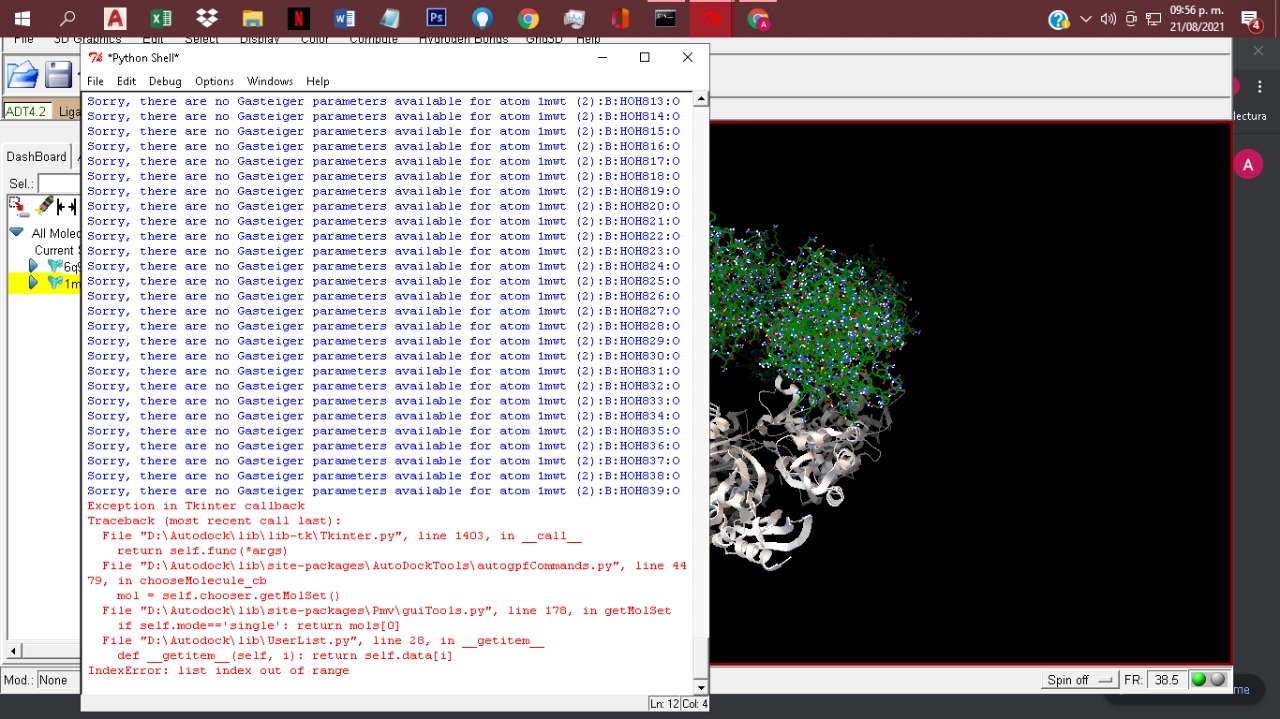 09:56 p. m.
21/08/2021
4
File 3D Graphics Edit Select Display Color Compute Hydrogen Bonds Grid3D Help
*Python Shell*
File Edit Debug Options Windows Help
ADT4.2 Liga
DashBoard
Sel.:
All Molec
Current S
1m
lectura
A
Sorry, there are no Gasteiger parameters available for atom 1mwt (2):B:HOH813:O
Sorry, there are no Gasteiger parameters available for atom 1mwt (2):B:HOH814:O
Sorry, there are no Gasteiger parameters available for atom 1mwt (2):B:HOH815:O
Sorry, there are no Gasteiger parameters available for atom 1mwt (2):B:HOH816:O
Sorry, there are no Gasteiger parameters available for atom 1mwt (2):B:HOH817:O
Sorry, there are no Gasteiger parameters available for atom 1mwt (2):B:HOH818:O
Sorry, there are no Gasteiger parameters available for atom 1mwt (2):B:HOH819:O
Sorry, there are no Gasteiger parameters available for atom 1mwt (2):B:HOH820:O
Sorry, there are no Gasteiger parameters available for atom 1mwt (2):B:HOH821:O
Sorry, there are no Gasteiger parameters available for atom 1mwt (2):B:HOH822:O
Sorry, there are no Gasteiger parameters available for atom 1mwt (2):B:HOH823:O
Sorry, there are no Gasteiger parameters available for atom 1mwt (2):B:HOH824:O
Sorry, there are no Gasteiger parameters available for atom 1mwt (2):B:HOH825:O
Sorry, there are no Gasteiger parameters available for atom 1mwt (2):B:HOH826:O
Sorry, there are no Gasteiger parameters available for atom 1mwt (2):B:HOH827:O
Sorry, there are no Gasteiger parameters available for atom 1mwt (2):B:HOH828:O
Sorry, there are no Gasteiger parameters available for atom 1mwt (2):B:HOH829:O
Sorry, there are no Gasteiger parameters available for atom 1mwt (2):B:HOH830:O
Sorry, there are no Gasteiger parameters available for atom 1mwt (2):B:HOH831:O
Sorry, there are no Gasteiger parameters available for atom 1mwt (2):B:HOH832:O
Sorry, there are no Gasteiger parameters available for atom 1mwt (2):B:HOH833:O
Sorry, there are no Gasteiger parameters available for atom 1mwt (2):B:HOH834:O
Sorry, there are no Gasteiger parameters available for atom 1mwt (2):B:HOH835:O
Sorry, there are no Gasteiger parameters available for atom 1mwt (2):B:HOH836:O
Sorry, there are no Gasteiger parameters available for atom 1mwt (2):B:HOH837:O
Sorry, there are no Gasteiger parameters available for atom 1mwt (2):B:HOH838:O
Sorry, there are no Gasteiger parameters available for atom 1mwt (2):B:HOH839:O
Exception in Tkinter callback
Traceback (most recent call last):
File "D:\Autodock\lib\lib-tk\Tkinter.py", line 1403, in __call__
return self.func(*args)
File "D:\Autodock\lib\site-packages\AutoDockTools\autogpfCommands.py", line 44
79, in chooseMolecule_cb
mol = self.chooser.getMolSet()
File "D:\Autodock\lib\site-packages\Pmv\guiTools.py", line 178, in getMolSet
if self.mode=='single': return mols[0]
File "D:\Autodock\lib\UserList.py", line 28, in __getitem__
def __getitem__(self, i): return self.data[i]
IndexError: list index out of range
Ln: 12 Col: 4
Mod.: None
Spin off FR: 38.5
me